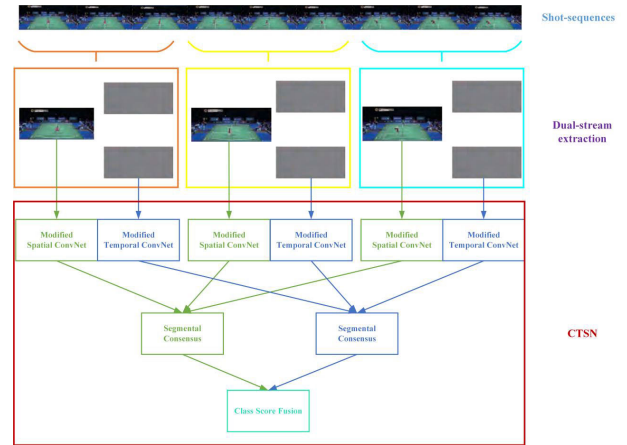 Shot-sequences
Dual-stream
extraction
Modified
Spatial ConvNet
Modified
Temporal ConvNet
Modified
Spatial ConvNet
Modified
Temporal ConvNet
Modified
Spatial ConvNet
Modified
Temporal ConvNet
Segmental
Consensus
Segmental
Consensus
CTSN
Class Score Fusion